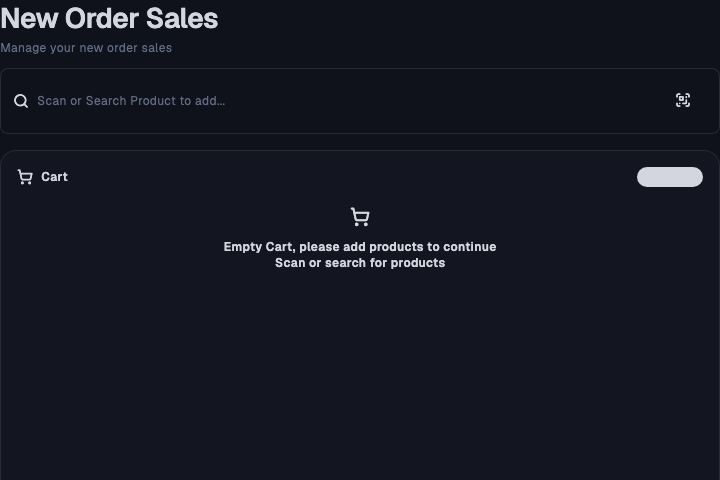 New Order Sales
Manage your new order sales
Scan or Search Product to add...
Cart
Empty Cart, please add products to continue
Scan or search for products